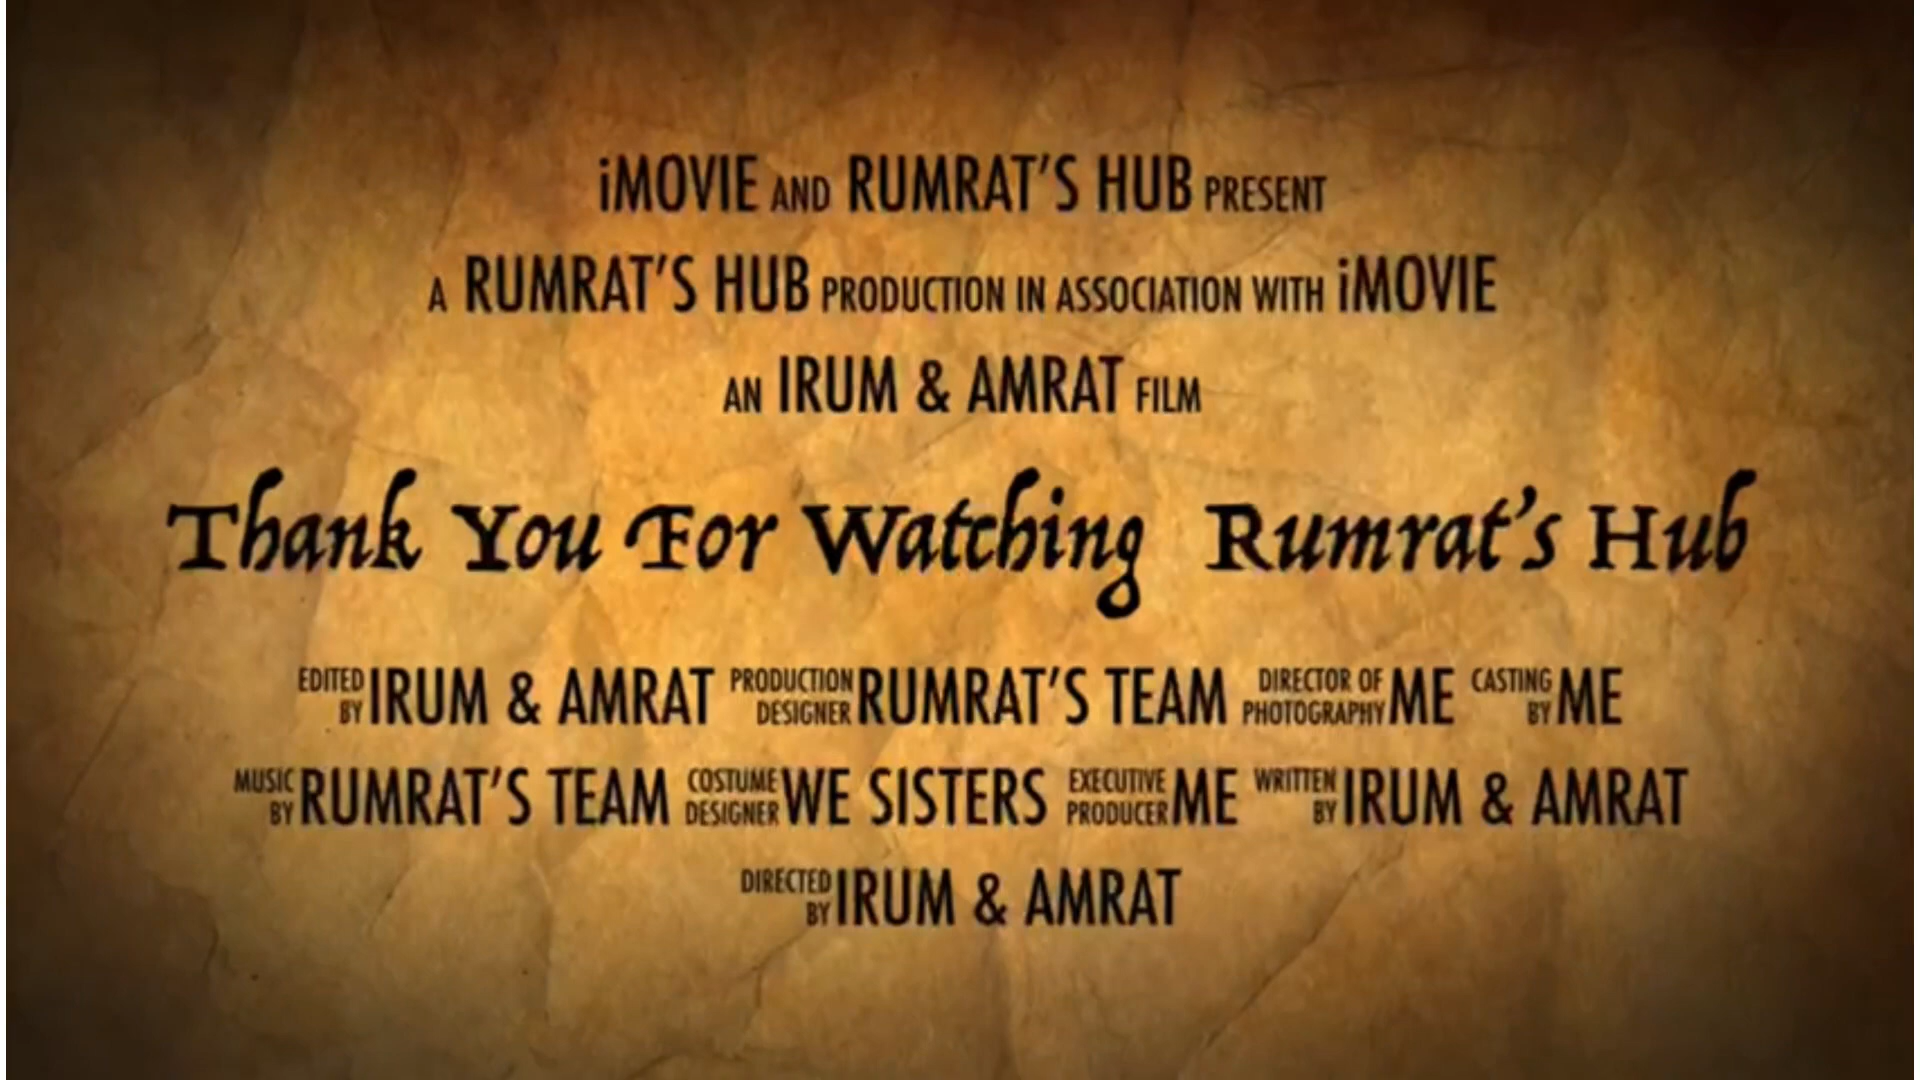 iMOVIE AND RUMRAT'S HUB PRESENT
A RUMRAT'S HUB PRODUCTION IN ASSOCIATION WITH iMOVIE
AN IRUM & AMRAT FILM
Thank You For Watching Rumrat's Hub
EDITED BY IRUM & AMRAT PRODUCTION DESIGNER RUMRAT'S TEAM DIRECTOR OF PHOTOGRAPHY ME CASTING BY ME
MUSIC BY RUMRAT'S TEAM COSTUME DESIGNER WE SISTERS EXECUTIVE PRODUCER ME WRITTEN BY IRUM & AMRAT
DIRECTED BY IRUM & AMRAT